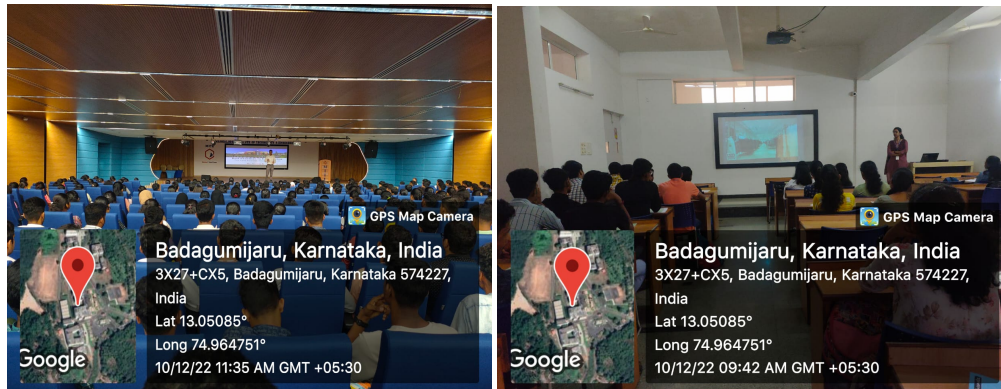 GPS Map Camera
Badagumijaru, Karnataka, India
3X27+CX5, Badagumijaru, Karnataka 574227,
India
Lat 13.05085°
Long 74.964751°
10/12/22 11:35 AM GMT +05:30
Google
GPS Map Camera
Badagumijaru, Karnataka, India
3X27+CX5, Badagumijaru, Karnataka 574227,
India
Lat 13.05085°
Long 74.964751°
10/12/22 09:42 AM GMT +05:30
Google